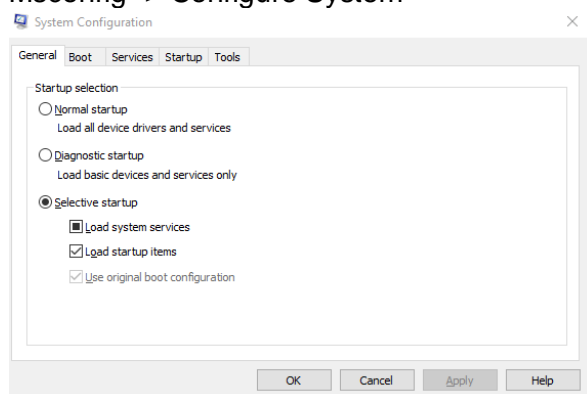 System Configuration
General Boot Services Startup Tools
Startup selection
Normal startup
Load all device drivers and services
Diagnostic startup
Load basic devices and services only
Selective startup
Load system services
Load startup items
Use original boot configuration
OK Cancel Apply Help